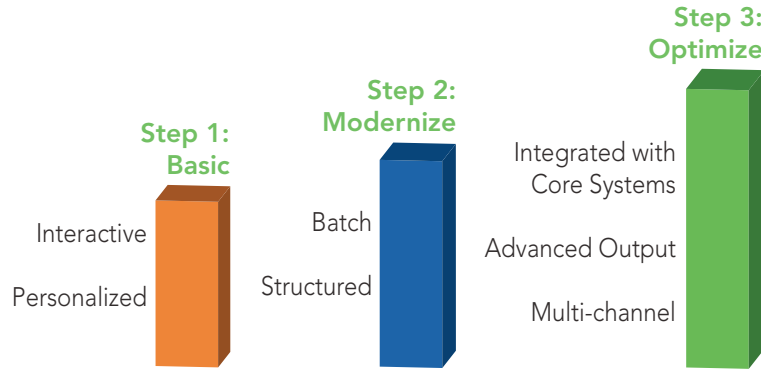 Step 1:
Basic
Interactive
Personalized
Step 2:
Modernize
Batch
Structured
Step 3:
Optimize
Integrated with
Core Systems
Advanced Output
Multi-channel